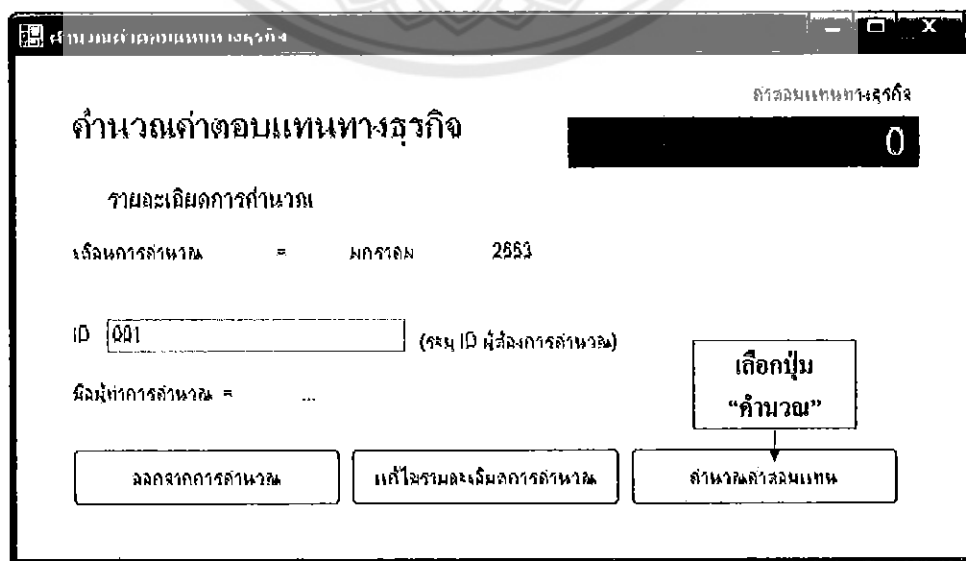 คำนวณค่าตอบแทนทางธุรกิจ
ค่าตอบแทนทางธุรกิจ
คำนวณค่าตอบแทนทางธุรกิจ
0
รายละเอียดการคำนวณ
เดือนการคำนวณ = มกราคม 2553
ID 001 (ระบุ ID ผู้ต้องการคำนวณ)
ชื่อผู้ทำการคำนวณ = ...
เลือกปุ่ม
“คำนวณ”
ออกจากการคำนวณ แก้ไขรายละเอียดการคำนวณ คำนวณค่าตอบแทน